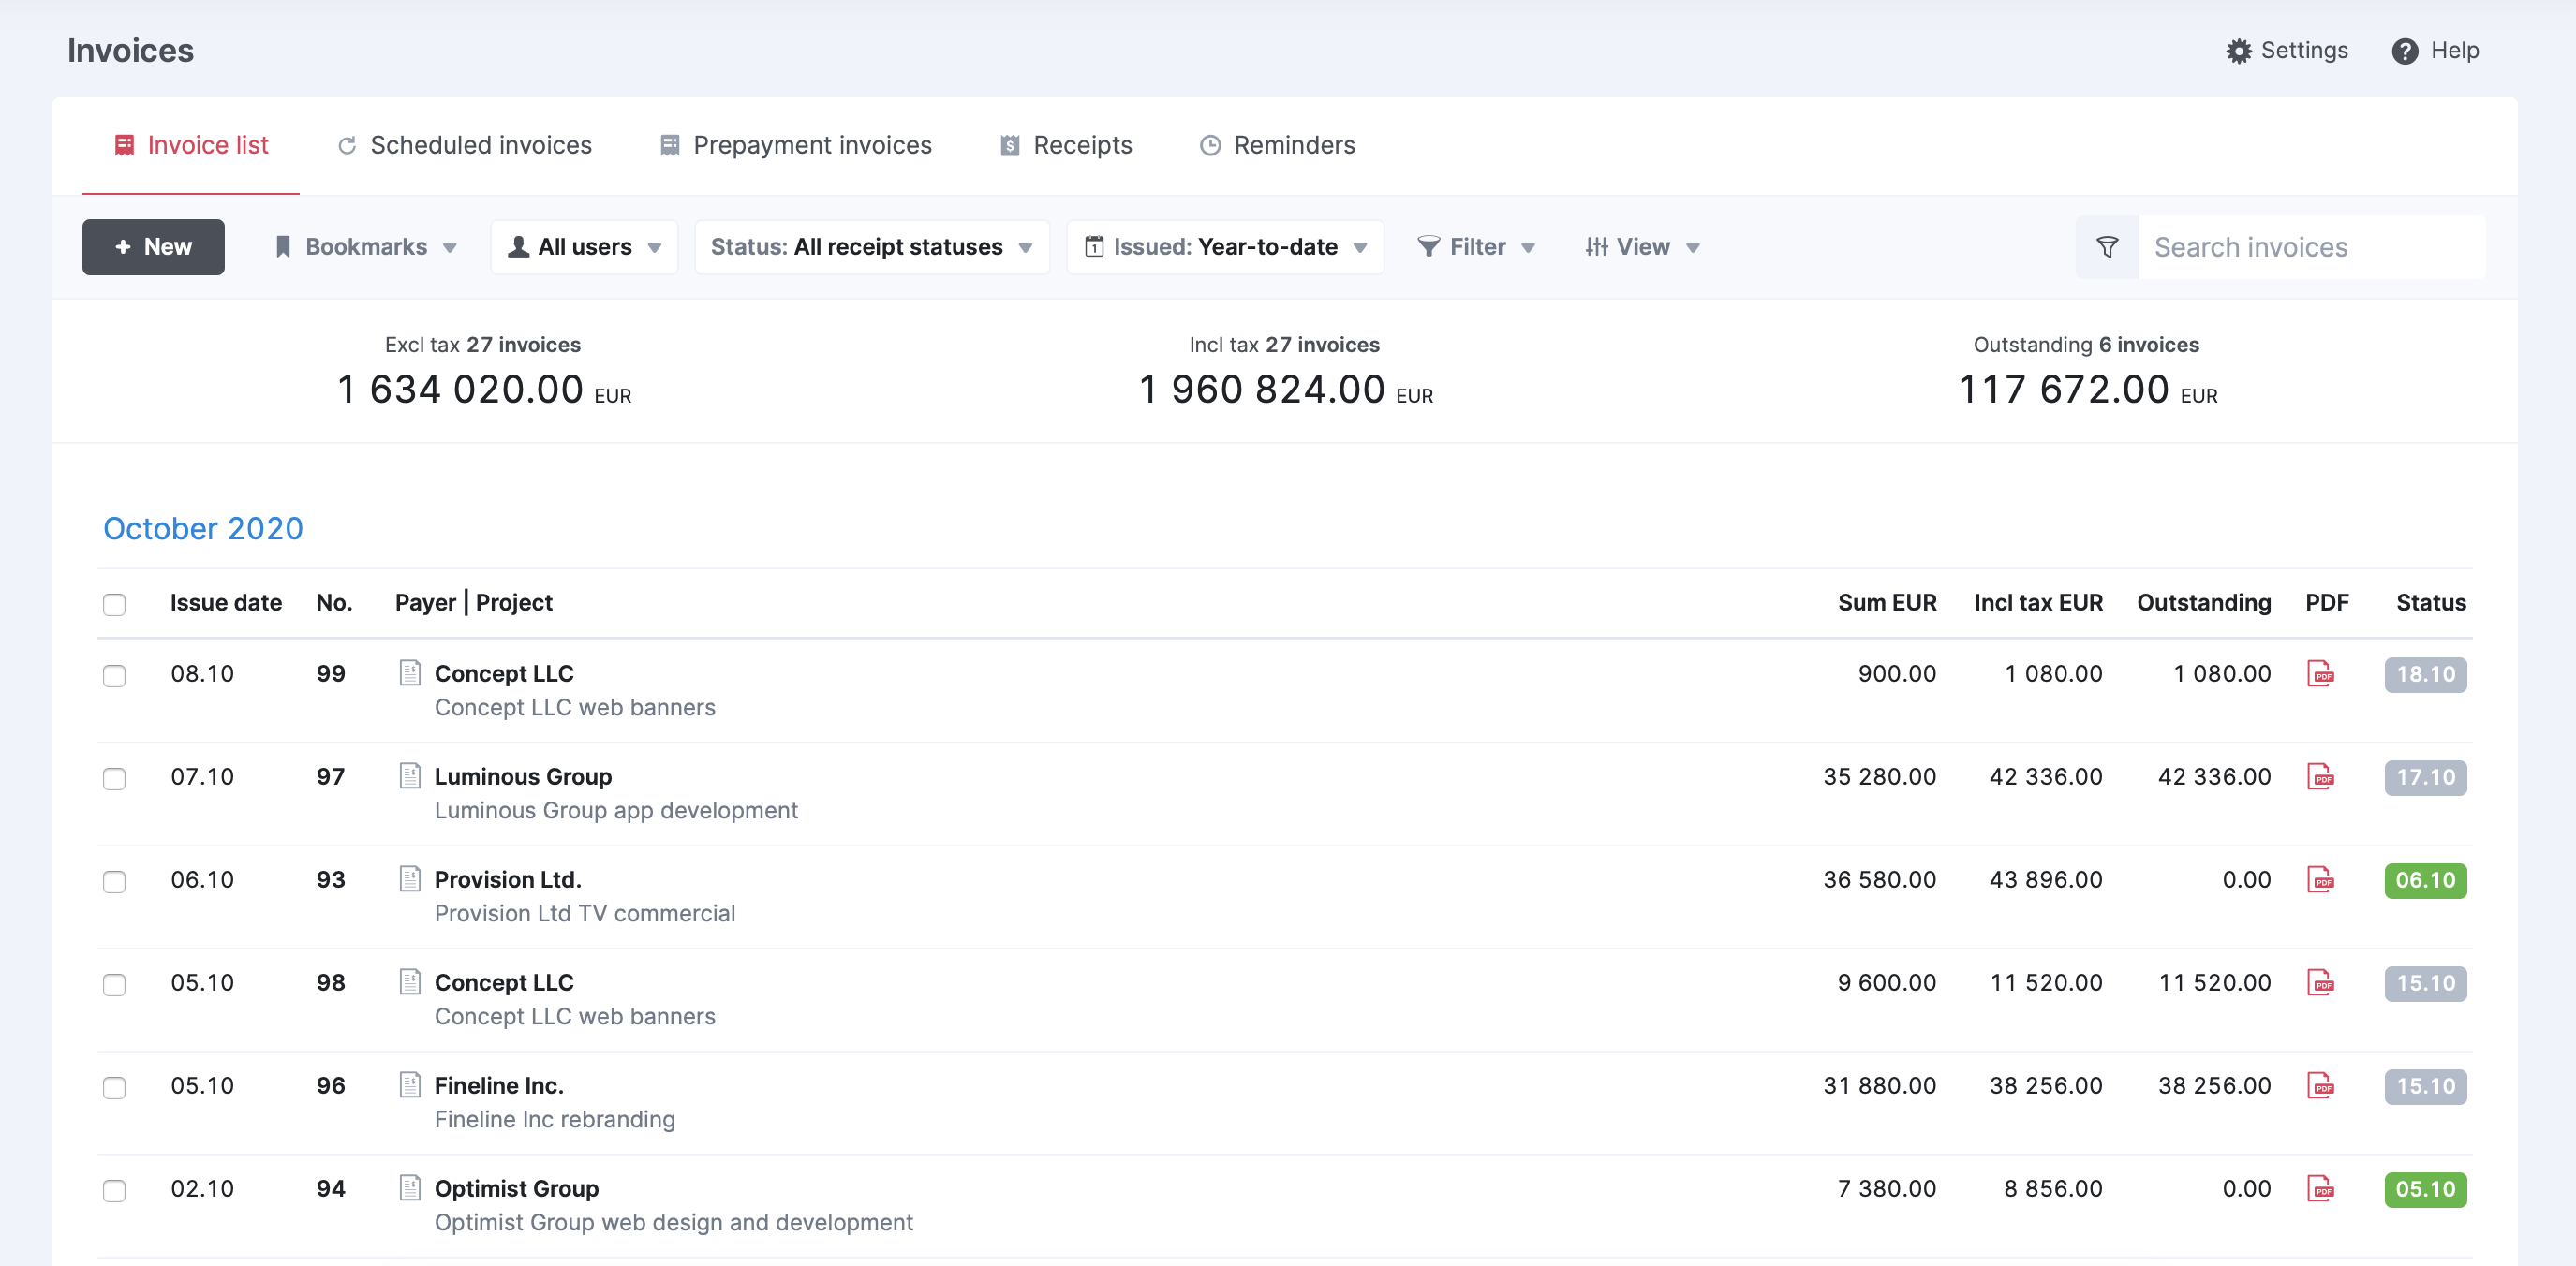 Invoices
Settings Help
Invoice list Scheduled invoices Prepayment invoices Receipts Reminders
+ New Bookmarks All users Status: All receipt statuses Issued: Year-to-date Filter View Search invoices
Excl tax 27 invoices Incl tax 27 invoices Outstanding 6 invoices
1 634 020.00 EUR 1 960 824.00 EUR 117 672.00 EUR
October 2020
Issue date No. Payer | Project Sum EUR Incl tax EUR Outstanding PDF Status
08.10 99 Concept LLC 900.00 1 080.00 1 080.00 PDF 18.10
Concept LLC web banners
07.10 97 Luminous Group 35 280.00 42 336.00 42 336.00 PDF 17.10
Luminous Group app development
06.10 93 Provision Ltd. 36 580.00 43 896.00 0.00 PDF 06.10
Provision Ltd TV commercial
05.10 98 Concept LLC 9 600.00 11 520.00 11 520.00 PDF 15.10
Concept LLC web banners
05.10 96 Fineline Inc. 31 880.00 38 256.00 38 256.00 PDF 15.10
Fineline Inc rebranding
02.10 94 Optimist Group 7 380.00 8 856.00 0.00 PDF 05.10
Optimist Group web design and development